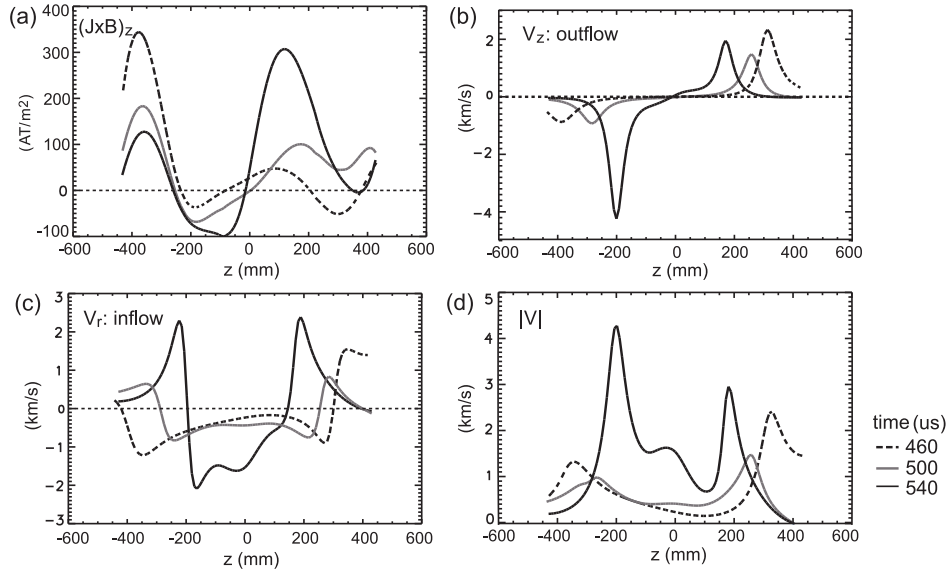 (a)
(JxB)z
400
300
200
100
0
-100
(AT/m2)
-600 -400 -200 0 200 400 600
z (mm)
(b)
Vz: outflow
2
0
-2
-4
(km/s)
-600 -400 -200 0 200 400 600
z (mm)
(c)
Vr: inflow
3
2
1
0
-1
-2
-3
(km/s)
-600 -400 -200 0 200 400 600
z (mm)
(d)
|V|
5
4
3
2
1
0
(km/s)
-600 -400 -200 0 200 400 600
z (mm)
time (us)
460
500
540